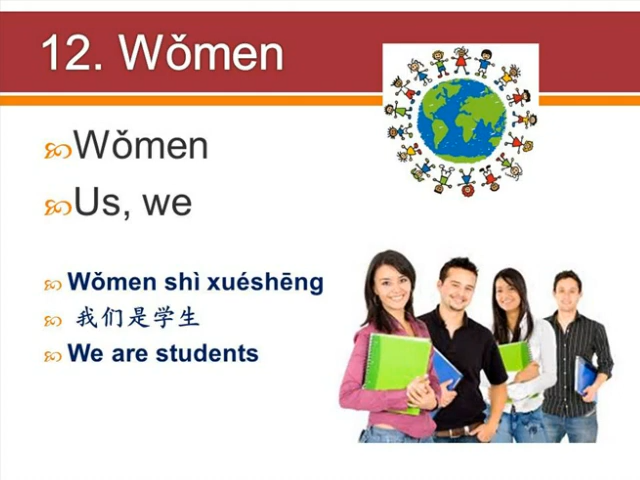 12. Wǒmen
Wǒmen
Us, we
Wǒmen shì xuéshēng
我们是学生
We are students